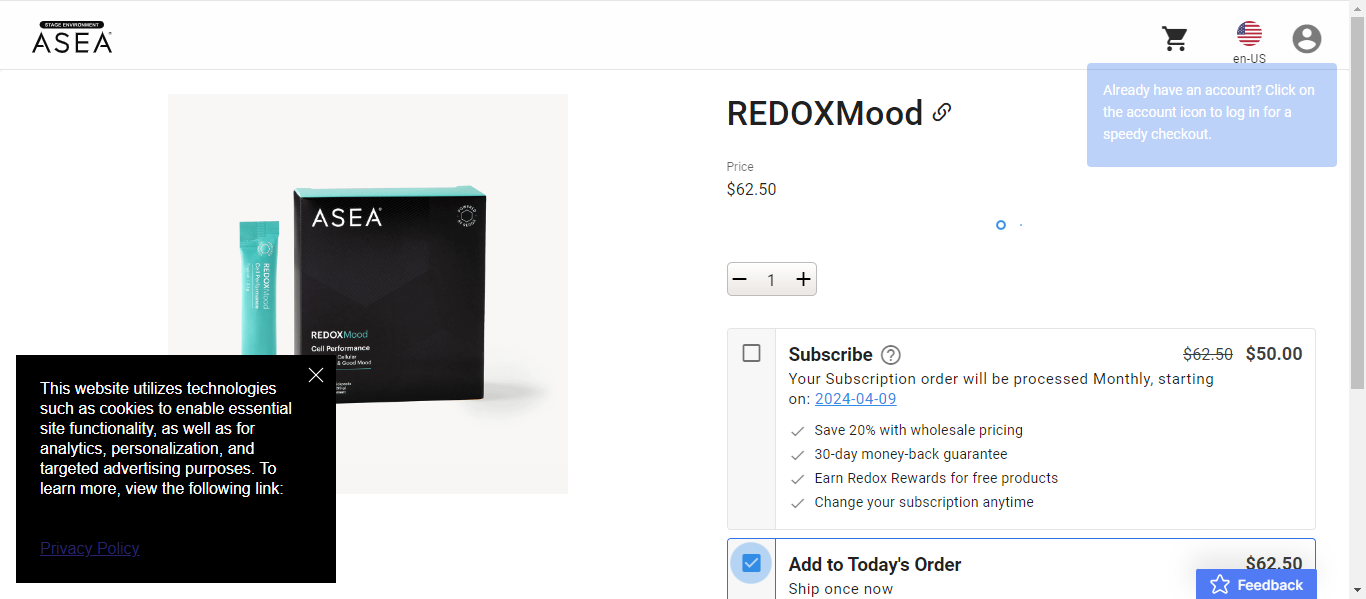 STAGE ENVIRONMENT
ASEA
en-US
Already have an account? Click on
the account icon to log in for a
speedy checkout.
REDOXMood
Price
$62.50
1
ASEA
REDOXMood
Cell Performance
REDOXMood
Cell Performance
Cellular
& Good Mood
Subscribe
$62.50 $50.00
Your Subscription order will be processed Monthly, starting
on: 2024-04-09
Save 20% with wholesale pricing
30-day money-back guarantee
Earn Redox Rewards for free products
Change your subscription anytime
Add to Today's Order
$62.50
Ship once now
Feedback
This website utilizes technologies
such as cookies to enable essential
site functionality, as well as for
analytics, personalization, and
targeted advertising purposes. To
learn more, view the following link:
Privacy Policy